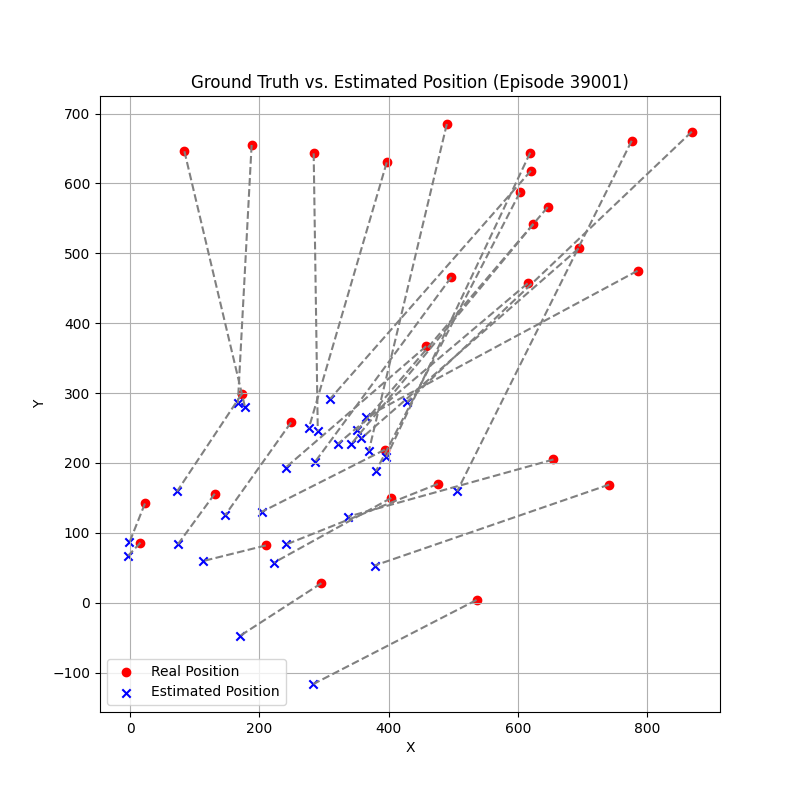 Ground Truth vs. Estimated Position (Episode 39001)
700
600
500
400
300
200
100
0
−100
Y
0 200 400 600 800
X
Real Position
Estimated Position